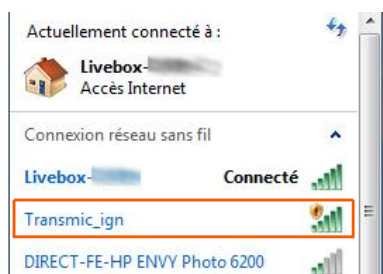 Actuellement connecté à :
Livebox-
Accès Internet
Connexion réseau sans fil
Livebox- Connecté
Transmic_ign
DIRECT-FE-HP ENVY Photo 6200